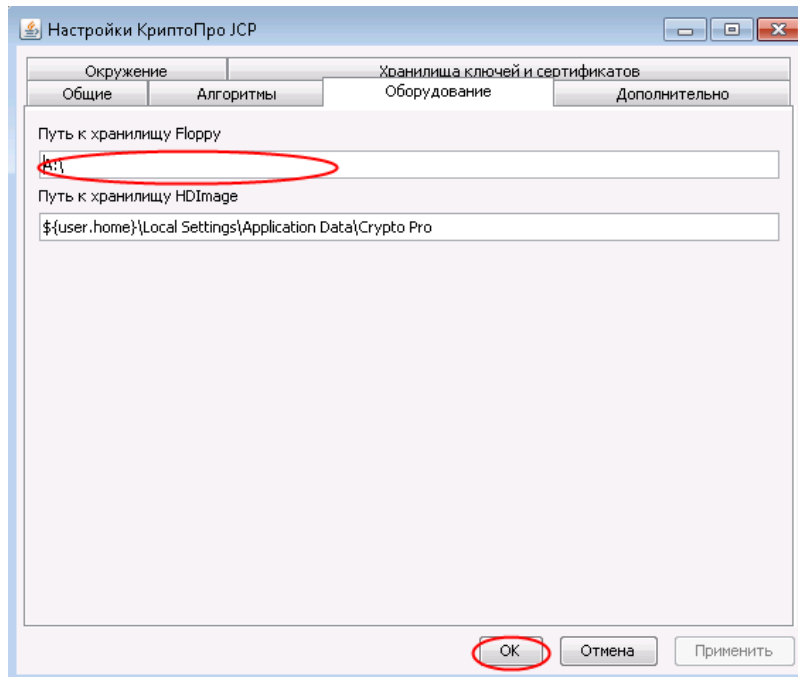 Настройки КриптоПро JCP
Окружение Хранилища ключей и сертификатов
Общие Алгоритмы Оборудование Дополнительно
Путь к хранилищу Floppy
A:\
Путь к хранилищу HDImage
${user.home}\Local Settings\Application Data\Crypto Pro
OK Отмена Применить